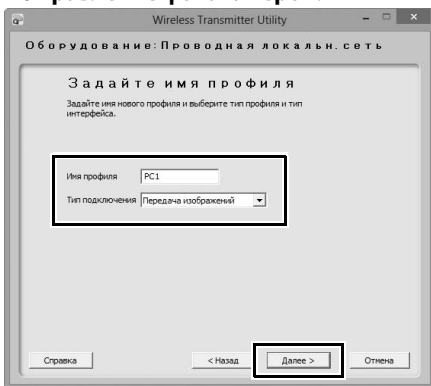 Wireless Transmitter Utility
Оборудование:Проводная локальн.сеть
Задайте имя профиля
Задайте имя нового профиля и выберите тип профиля и тип
интерфейса.
Имя профиля PC1
Тип подключения Передача изображений
Справка < Назад Далее > Отмена